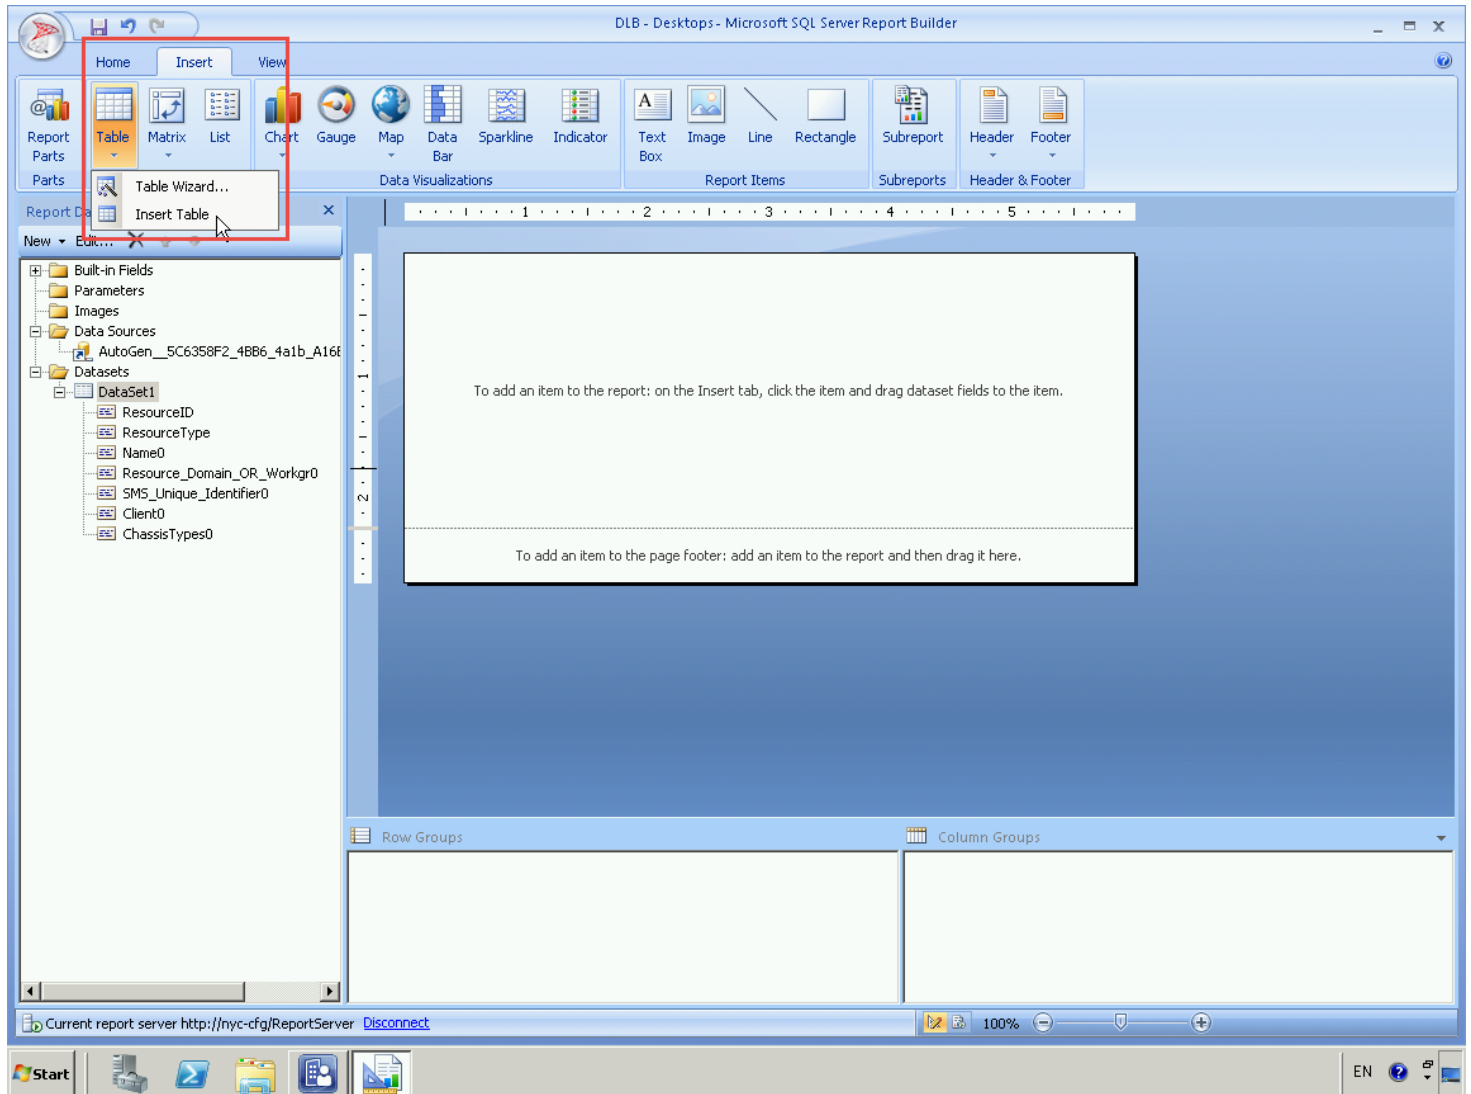 DLB - Desktops - Microsoft SQL Server Report Builder
Home Insert View
Report Parts
Table
Matrix
List
Chart
Gauge
Map
Data Bar
Sparkline
Indicator
Text Box
Image
Line
Rectangle
Subreport
Header
Footer
Parts
Data Visualizations
Report Items
Subreports
Header & Footer
Table Wizard...
Insert Table
Report Da
New Edit...
1 2 3 4 5
Built-in Fields
Parameters
Images
Data Sources
AutoGen__5C6358F2_4BB6_4a1b_A16E
Datasets
DataSet1
ResourceID
ResourceType
Name0
Resource_Domain_OR_Workgr0
SMS_Unique_Identifier0
Client0
ChassisTypes0
1
2
To add an item to the report: on the Insert tab, click the item and drag dataset fields to the item.
To add an item to the page footer: add an item to the report and then drag it here.
Row Groups
Column Groups
Current report server http://nyc-cfg/ReportServer Disconnect
100%
Start
EN